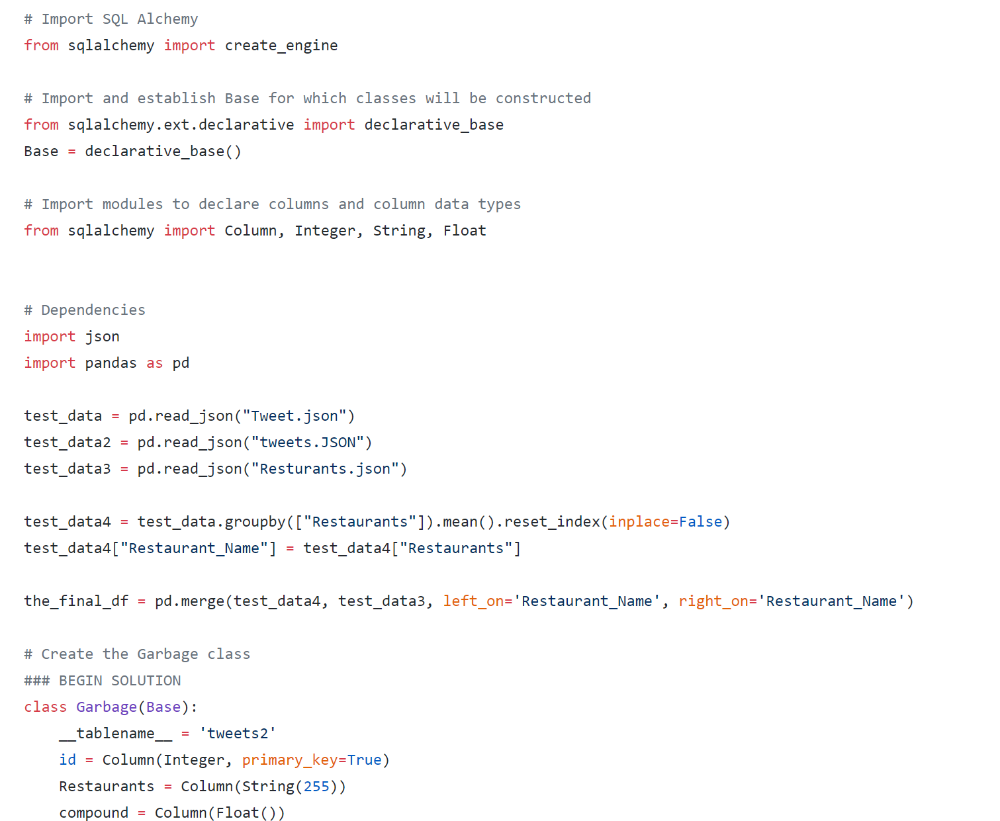 # Import SQL Alchemy
from sqlalchemy import create_engine
# Import and establish Base for which classes will be constructed
from sqlalchemy.ext.declarative import declarative_base
Base = declarative_base()
# Import modules to declare columns and column data types
from sqlalchemy import Column, Integer, String, Float
# Dependencies
import json
import pandas as pd
test_data = pd.read_json("Tweet.json")
test_data2 = pd.read_json("tweets.JSON")
test_data3 = pd.read_json("Resturants.json")
test_data4 = test_data.groupby(["Restaurants"]).mean().reset_index(inplace=False)
test_data4["Restaurant_Name"] = test_data4["Restaurants"]
the_final_df = pd.merge(test_data4, test_data3, left_on='Restaurant_Name', right_on='Restaurant_Name')
# Create the Garbage class
### BEGIN SOLUTION
class Garbage(Base):
    __tablename__ = 'tweets2'
    id = Column(Integer, primary_key=True)
    Restaurants = Column(String(255))
    compound = Column(Float())